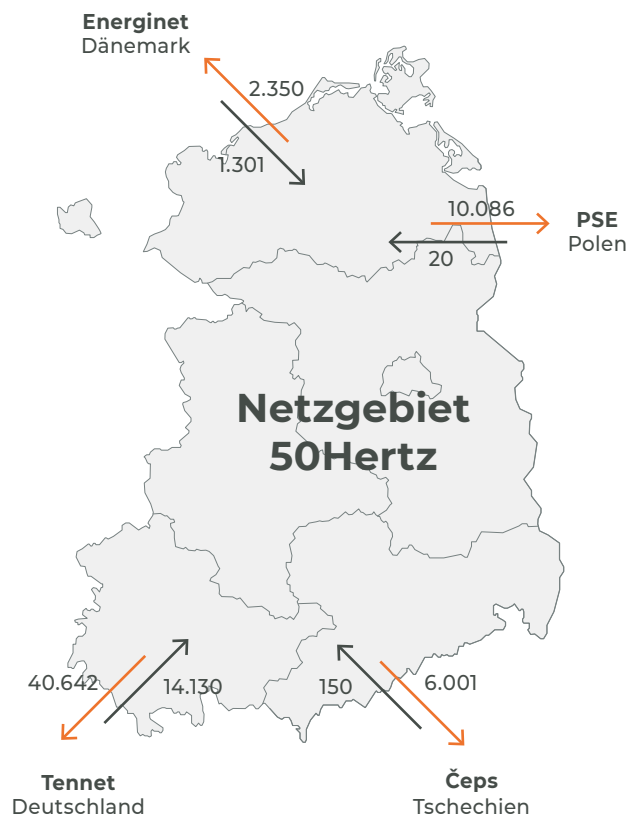 Energinet
Dänemark
2.350
1.301
10.086
PSE
Polen
20
Netzgebiet
50Hertz
40.642
14.130
150
6.001
Tennet
Deutschland
Čeps
Tschechien